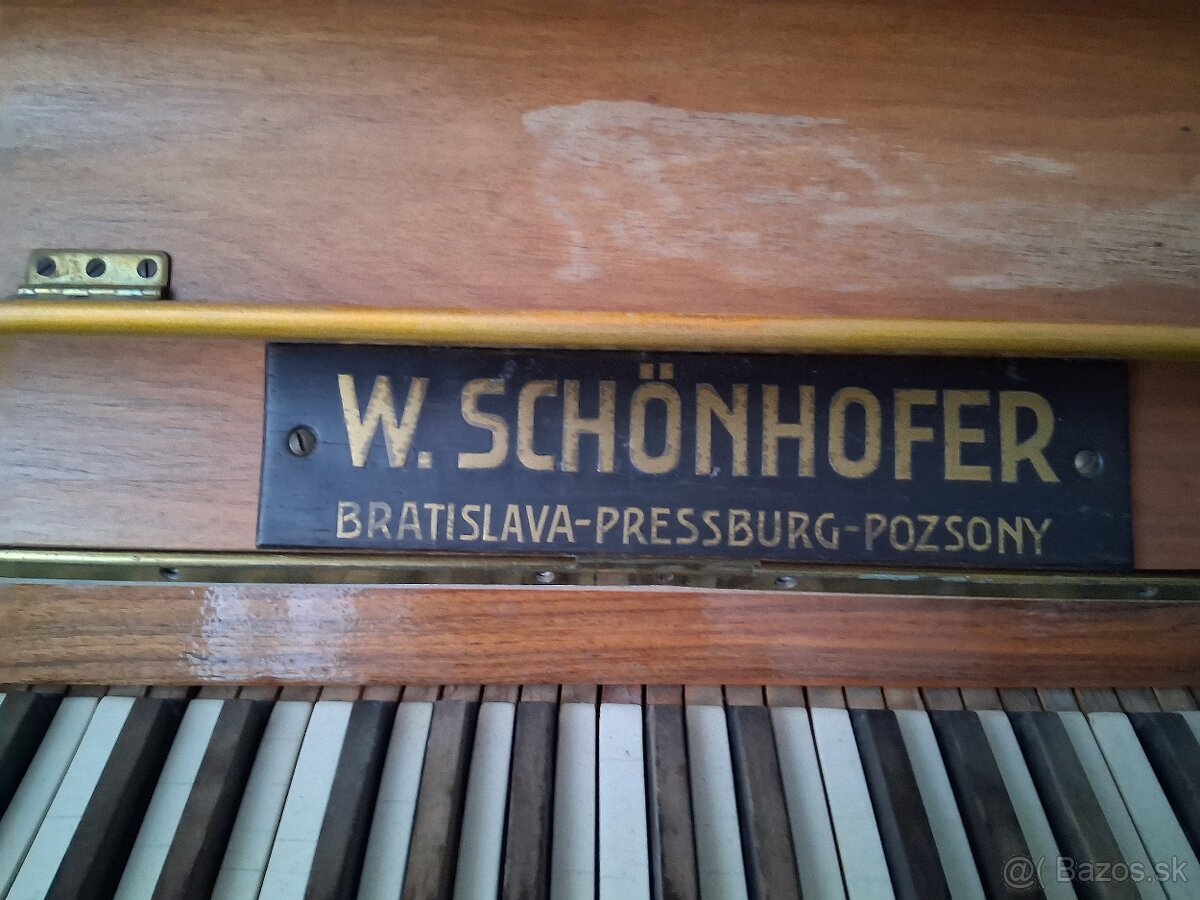 W. SCHÖNHOFER
BRATISLAVA-PRESSBURG-POZSONY
@( Bazos.sk